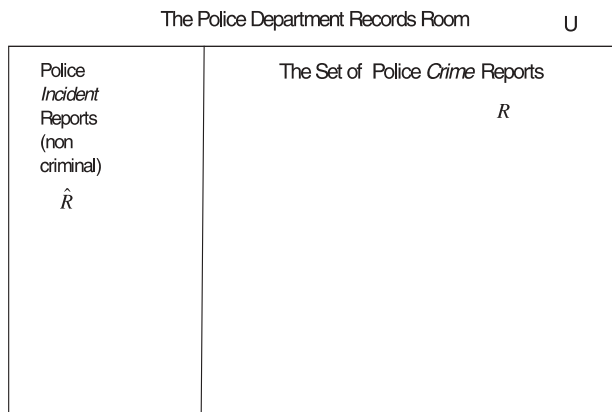 The Police Department Records Room U
Police
Incident
Reports
(non
criminal)
R̂
The Set of Police Crime Reports
R